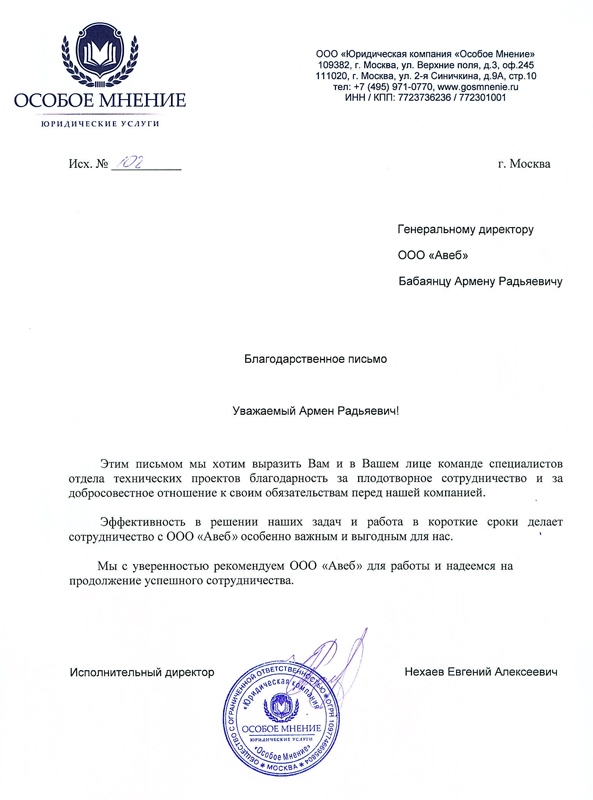 ОСОБОЕ МНЕНИЕ
ЮРИДИЧЕСКИЕ УСЛУГИ
ООО «Юридическая компания «Особое Мнение»
109382, г. Москва, ул. Верхние поля, д.3, оф.245
111020, г. Москва, ул. 2-я Синичкина, д.9А, стр.10
тел: +7 (495) 971-0770, www.gosmnenie.ru
ИНН / КПП: 7723736236 / 772301001
Исх. № 102
г. Москва
Генеральному директору
ООО «Авеб»
Бабаянцу Армену Радьяевичу
Благодарственное письмо
Уважаемый Армен Радьяевич!
Этим письмом мы хотим выразить Вам и в Вашем лице команде специалистов
отдела технических проектов благодарность за плодотворное сотрудничество и за
добросовестное отношение к своим обязательствам перед нашей компанией.
Эффективность в решении наших задач и работа в короткие сроки делает
сотрудничество с ООО «Авеб» особенно важным и выгодным для нас.
Мы с уверенностью рекомендуем ООО «Авеб» для работы и надеемся на
продолжение успешного сотрудничества.
Исполнительный директор
Нехаев Евгений Алексеевич
ОБЩЕСТВО С ОГРАНИ�ченНОЙ ОТВЕТСТВЕННОСТЬЮ
«Юридическая компания
ОСОБОЕ МНЕНИЕ
ЮРИДИЧЕСКИЕ УСЛУГИ
«Особое Мнение»
МОСКВА